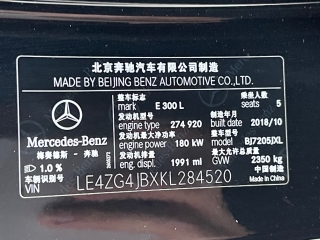 北京奔驰汽车有限公司制造
MADE BY BEIJING BENZ AUTOMOTIVE CO.,LTD.
整车标志
mark E 300 L
乘坐人数
seats 5
发动机型号
engine type 274 920
制造年月
built date 2018/10
发动机最大净功率
engine power 180 kW
整车型号
model BJ7205JXL
发动机排量
eng. displ. 1991 ml
最大允许总质量
GVW 2350 kg
Mercedes-Benz
梅赛德斯-奔驰
1.0 %
车辆识别号
VIN LE4ZG4JBXKL284520
中国制造
Made in China